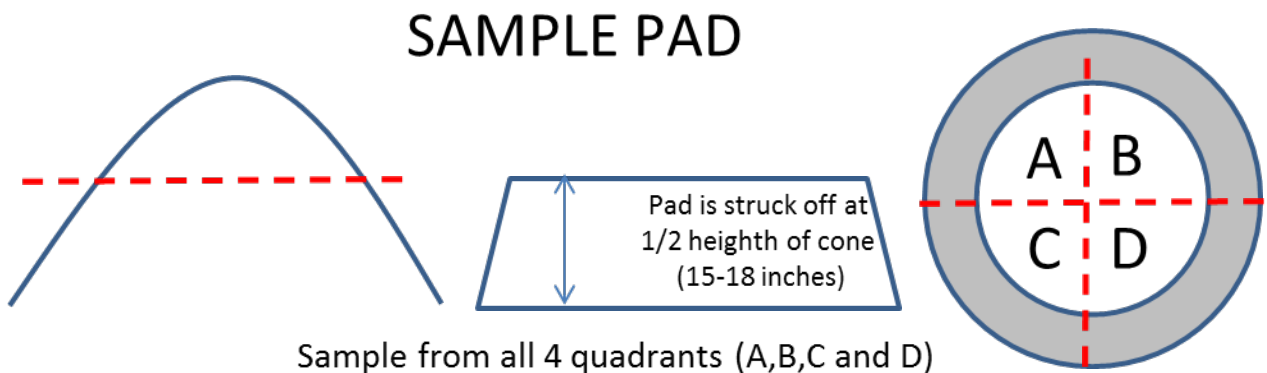 SAMPLE PAD
Pad is struck off at
1/2 heighth of cone
(15-18 inches)
A B
C D
Sample from all 4 quadrants (A,B,C and D)